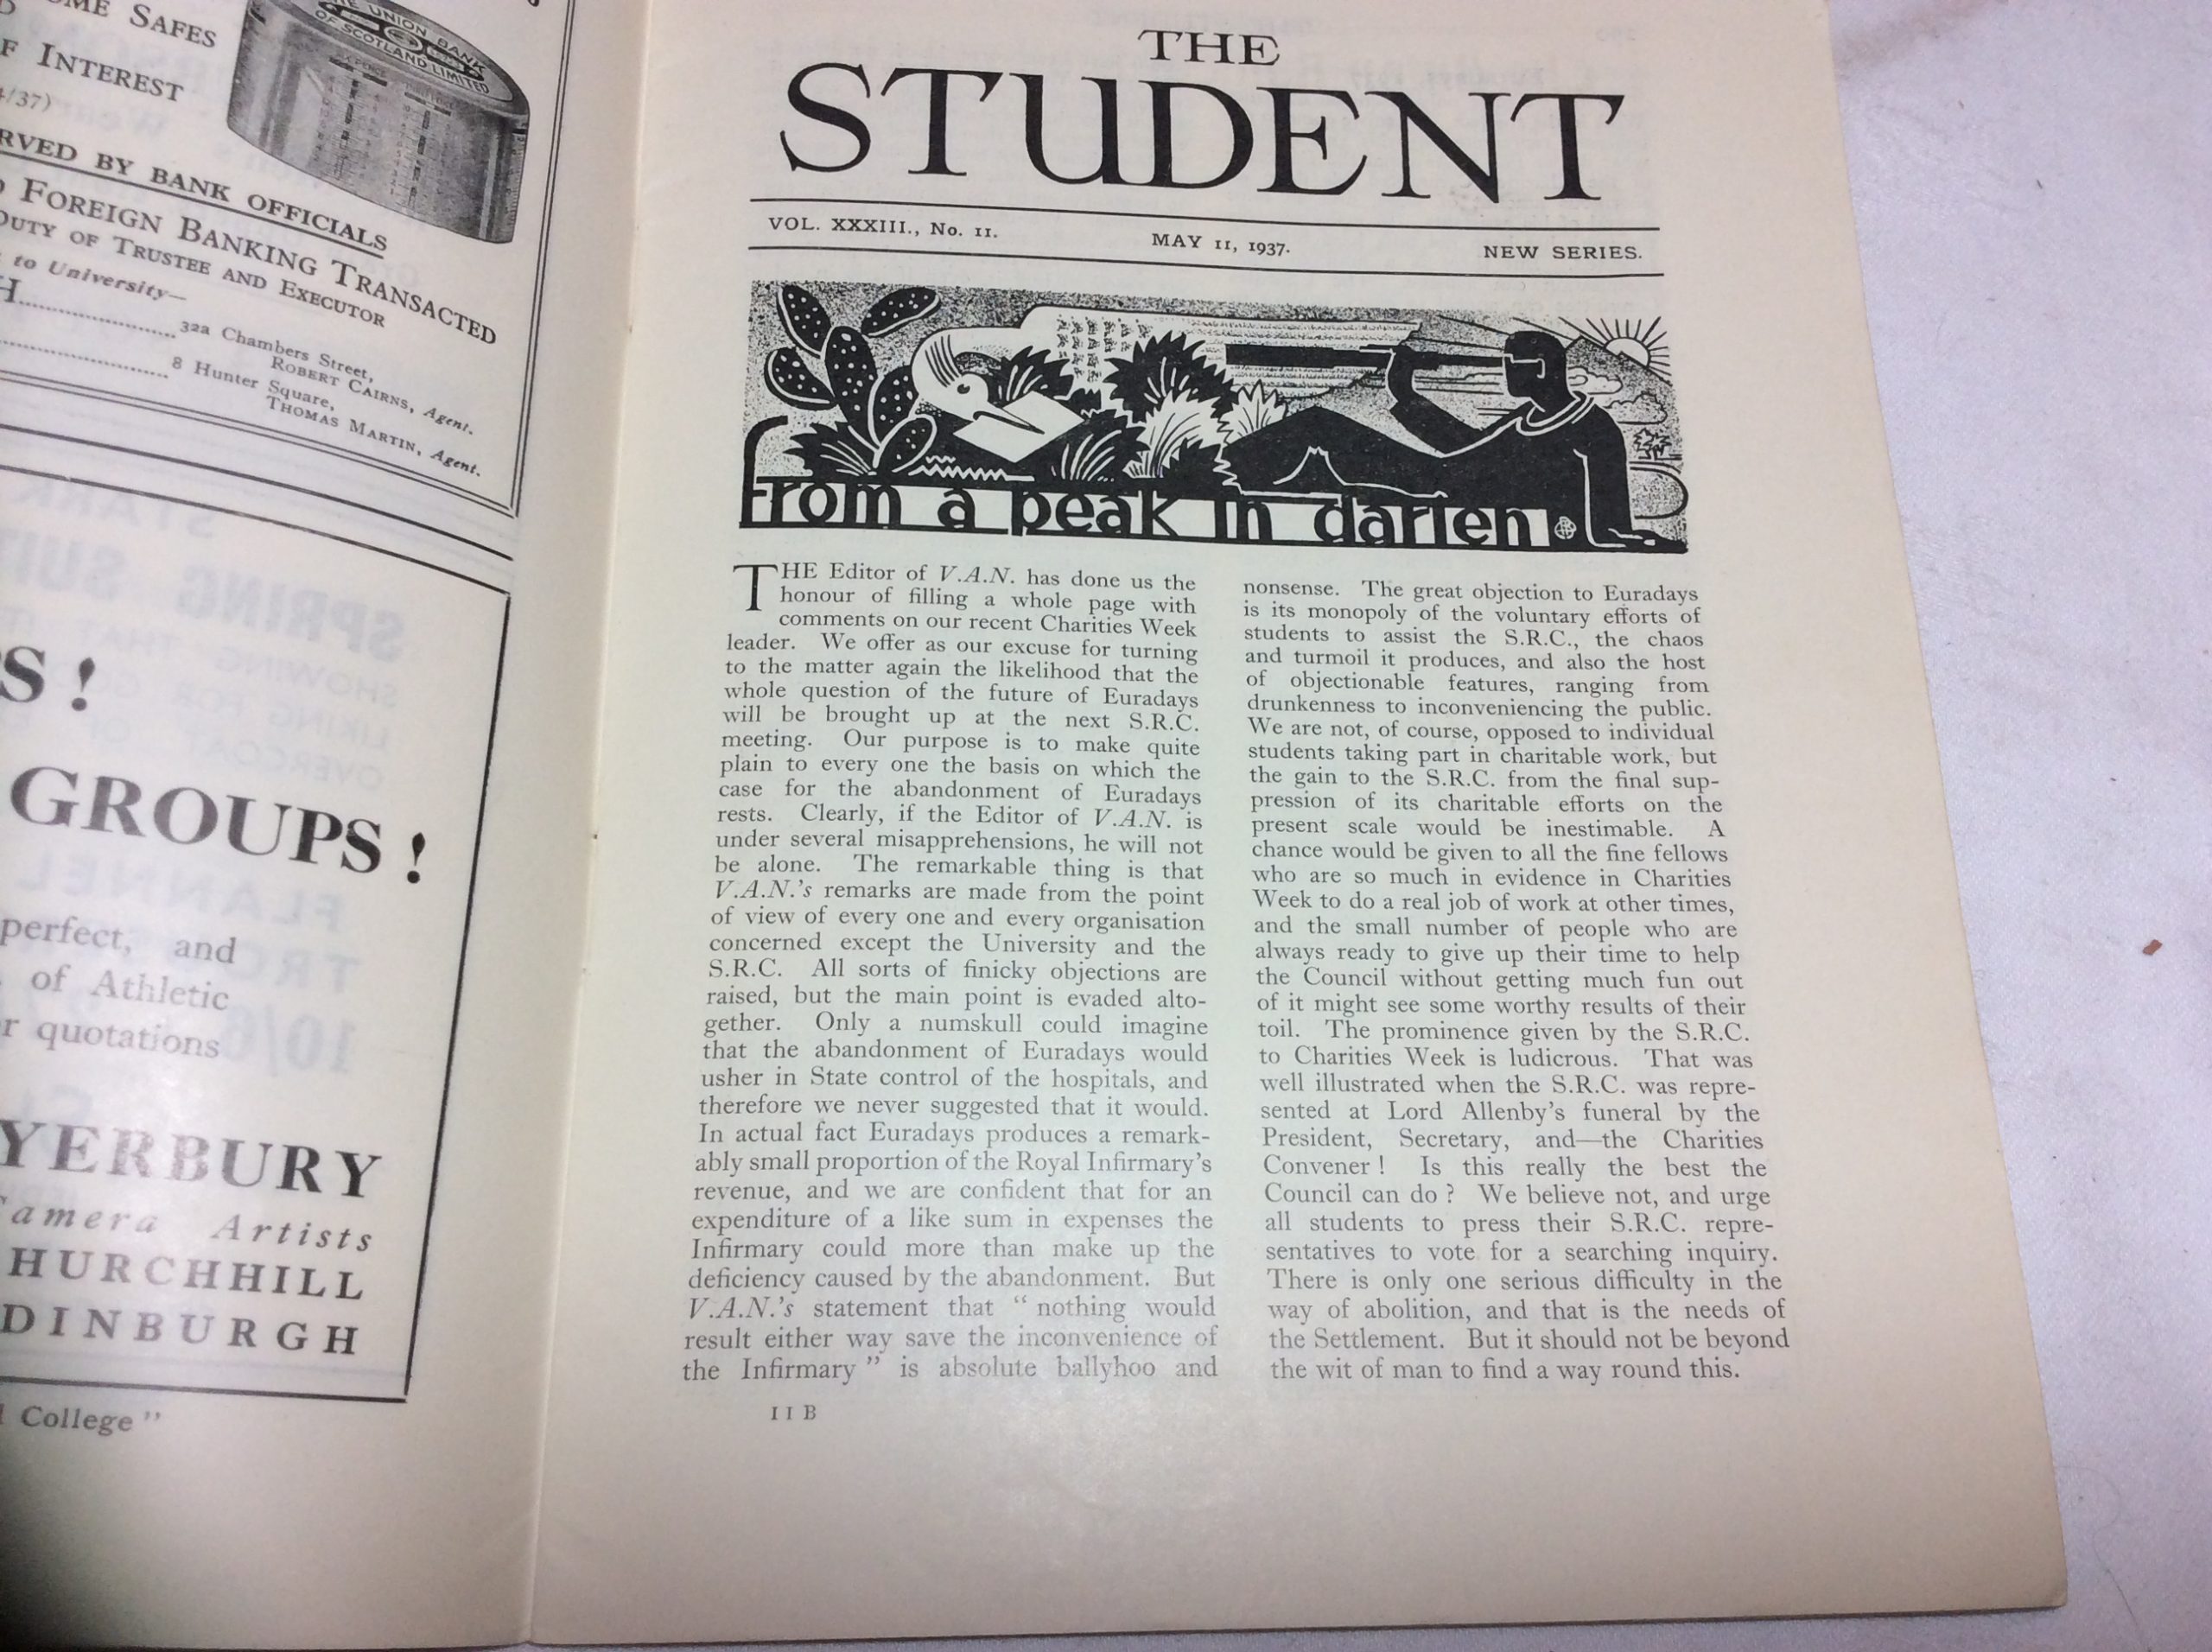 OME SAFES
F INTEREST
4/37)
THE UNION BANK
OF SCOTLAND LIMITED
RVED BY BANK OFFICIALS
FOREIGN BANKING TRANSACTED
DUTY OF TRUSTEE AND EXECUTOR
to University—
H
32a Chambers Street,
ROBERT CAIRNS, Agent.
8 Hunter Square,
THOMAS MARTIN, Agent.
S!
GROUPS!
perfect, and
of Athletic
r quotations
YERBURY
Camera Artists
HURCHHILL
DINBURGH
College"
THE
STUDENT
VOL. XXXIII., No. 11.
MAY 11, 1937.
NEW SERIES.
From a peak in darien.
THE Editor of V.A.N. has done us the
honour of filling a whole page with
comments on our recent Charities Week
leader. We offer as our excuse for turning
to the matter again the likelihood that the
whole question of the future of Euradays
will be brought up at the next S.R.C.
meeting. Our purpose is to make quite
plain to every one the basis on which the
case for the abandonment of Euradays
rests. Clearly, if the Editor of V.A.N. is
under several misapprehensions, he will not
be alone. The remarkable thing is that
V.A.N.'s remarks are made from the point
of view of every one and every organisation
concerned except the University and the
S.R.C. All sorts of finicky objections are
raised, but the main point is evaded alto-
gether. Only a numskull could imagine
that the abandonment of Euradays would
usher in State control of the hospitals, and
therefore we never suggested that it would.
In actual fact Euradays produces a remark-
ably small proportion of the Royal Infirmary's
revenue, and we are confident that for an
expenditure of a like sum in expenses the
Infirmary could more than make up the
deficiency caused by the abandonment. But
V.A.N.'s statement that "nothing would
result either way save the inconvenience of
the Infirmary" is absolute ballyhoo and
11 B
nonsense. The great objection to Euradays
is its monopoly of the voluntary efforts of
students to assist the S.R.C., the chaos
and turmoil it produces, and also the host
of objectionable features, ranging from
drunkenness to inconveniencing the public.
We are not, of course, opposed to individual
students taking part in charitable work, but
the gain to the S.R.C. from the final sup-
pression of its charitable efforts on the
present scale would be inestimable. A
chance would be given to all the fine fellows
who are so much in evidence in Charities
Week to do a real job of work at other times,
and the small number of people who are
always ready to give up their time to help
the Council without getting much fun out
of it might see some worthy results of their
toil. The prominence given by the S.R.C.
to Charities Week is ludicrous. That was
well illustrated when the S.R.C. was repre-
sented at Lord Allenby's funeral by the
President, Secretary, and—the Charities
Convener! Is this really the best the
Council can do? We believe not, and urge
all students to press their S.R.C. repre-
sentatives to vote for a searching inquiry.
There is only one serious difficulty in the
way of abolition, and that is the needs of
the Settlement. But it should not be beyond
the wit of man to find a way round this.